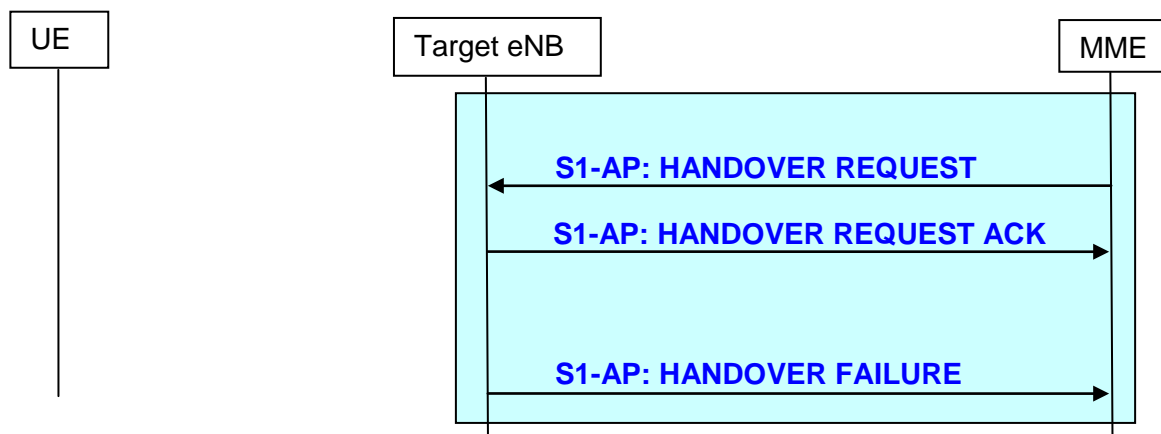 UE
Target eNB
MME
S1-AP: HANDOVER REQUEST
S1-AP: HANDOVER REQUEST ACK
S1-AP: HANDOVER FAILURE